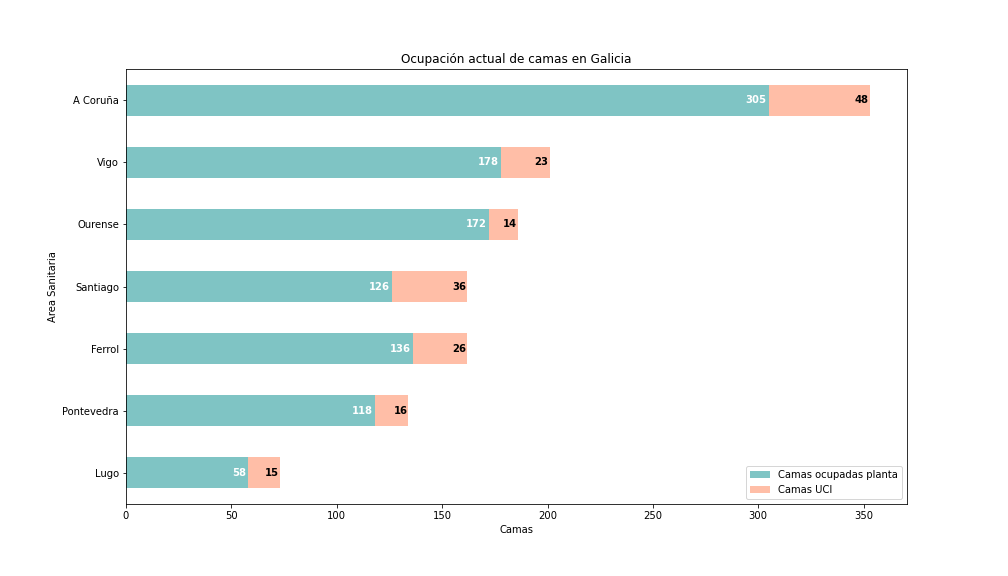 Ocupación actual de camas en Galicia
Area Sanitaria
A Coruña 305 48
Vigo 178 23
Ourense 172 14
Santiago 126 36
Ferrol 136 26
Pontevedra 118 16
Lugo 58 15
Camas ocupadas planta
Camas UCI
0 50 100 150 200 250 300 350
Camas